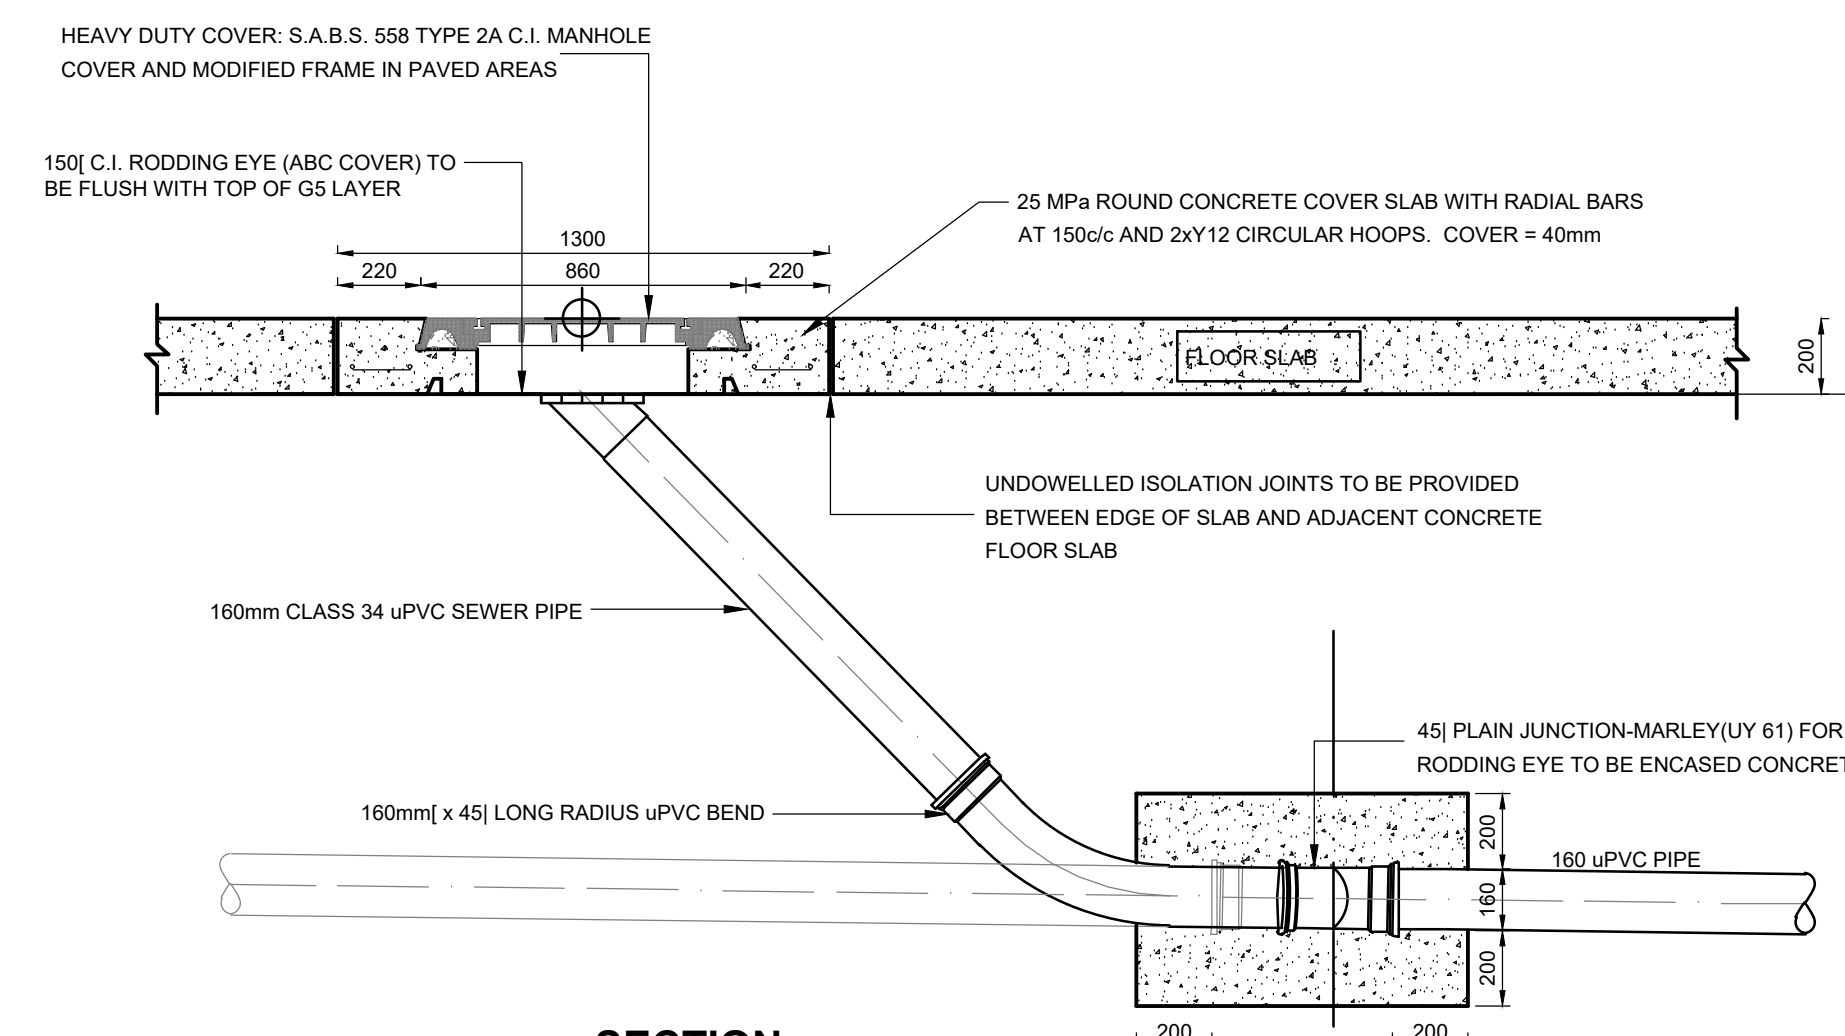 HEAVY DUTY COVER: S.A.B.S. 558 TYPE 2A C.I. MANHOLE
COVER AND MODIFIED FRAME IN PAVED AREAS
150[ C.I. RODDING EYE (ABC COVER) TO
BE FLUSH WITH TOP OF G5 LAYER
25 MPa ROUND CONCRETE COVER SLAB WITH RADIAL BARS
AT 150c/c AND 2xY12 CIRCULAR HOOPS. COVER = 40mm
1300
220
860
220
FLOOR SLAB
200
UNDOWELLED ISOLATION JOINTS TO BE PROVIDED
BETWEEN EDGE OF SLAB AND ADJACENT CONCRETE
FLOOR SLAB
160mm CLASS 34 uPVC SEWER PIPE
45| PLAIN JUNCTION-MARLEY(UY 61) FOR
RODDING EYE TO BE ENCASED CONCRET
160mm[ x 45| LONG RADIUS uPVC BEND
200
160 uPVC PIPE
160
200
200
200
SECTION